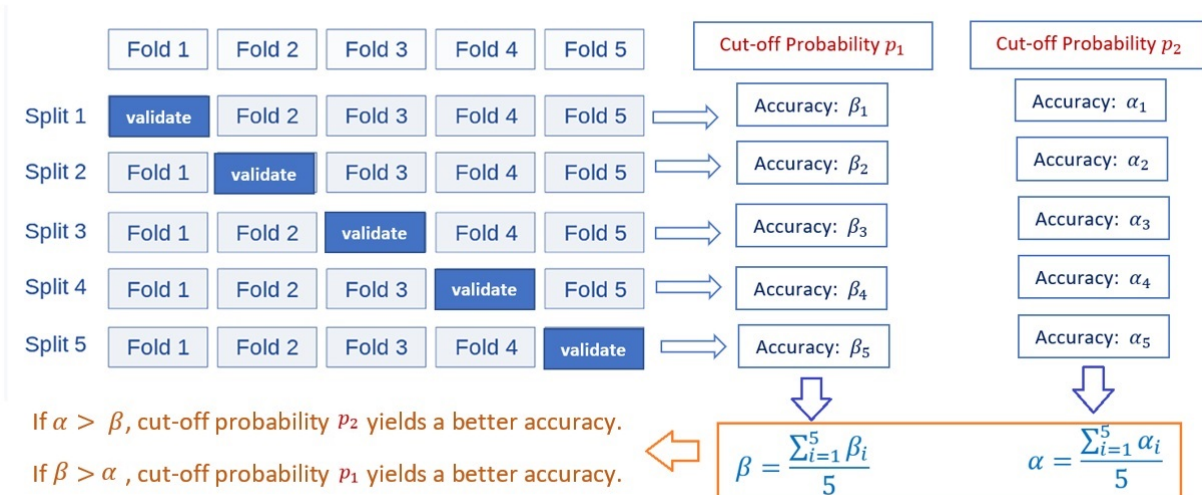 Fold 1 Fold 2 Fold 3 Fold 4 Fold 5 Cut-off Probability p₁ Cut-off Probability p₂
Split 1 validate Fold 2 Fold 3 Fold 4 Fold 5 Accuracy: β₁ Accuracy: α₁
Split 2 Fold 1 validate Fold 3 Fold 4 Fold 5 Accuracy: β₂ Accuracy: α₂
Split 3 Fold 1 Fold 2 validate Fold 4 Fold 5 Accuracy: β₃ Accuracy: α₃
Split 4 Fold 1 Fold 2 Fold 3 validate Fold 5 Accuracy: β₄ Accuracy: α₄
Split 5 Fold 1 Fold 2 Fold 3 Fold 4 validate Accuracy: β₅ Accuracy: α₅
If α > β, cut-off probability p₂ yields a better accuracy.
If β > α , cut-off probability p₁ yields a better accuracy.
β = ∑⁵ᵢ₌₁ βᵢ / 5
α = ∑⁵ᵢ₌₁ αᵢ / 5